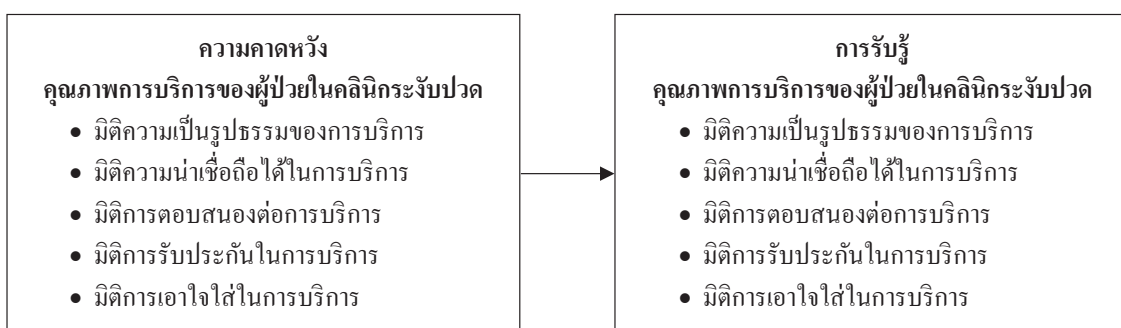 ความคาดหวัง
คุณภาพการบริการของผู้ป่วยในคลินิกระงับปวด
• มิติความเป็นรูปธรรมของการบริการ
• มิติความน่าเชื่อถือได้ในการบริการ
• มิติการตอบสนองต่อการบริการ
• มิติการรับประกันในการบริการ
• มิติการเอาใจใส่ในการบริการ
การรับรู้
คุณภาพการบริการของผู้ป่วยในคลินิกระงับปวด
• มิติความเป็นรูปธรรมของการบริการ
• มิติความน่าเชื่อถือได้ในการบริการ
• มิติการตอบสนองต่อการบริการ
• มิติการรับประกันในการบริการ
• มิติการเอาใจใส่ในการบริการ